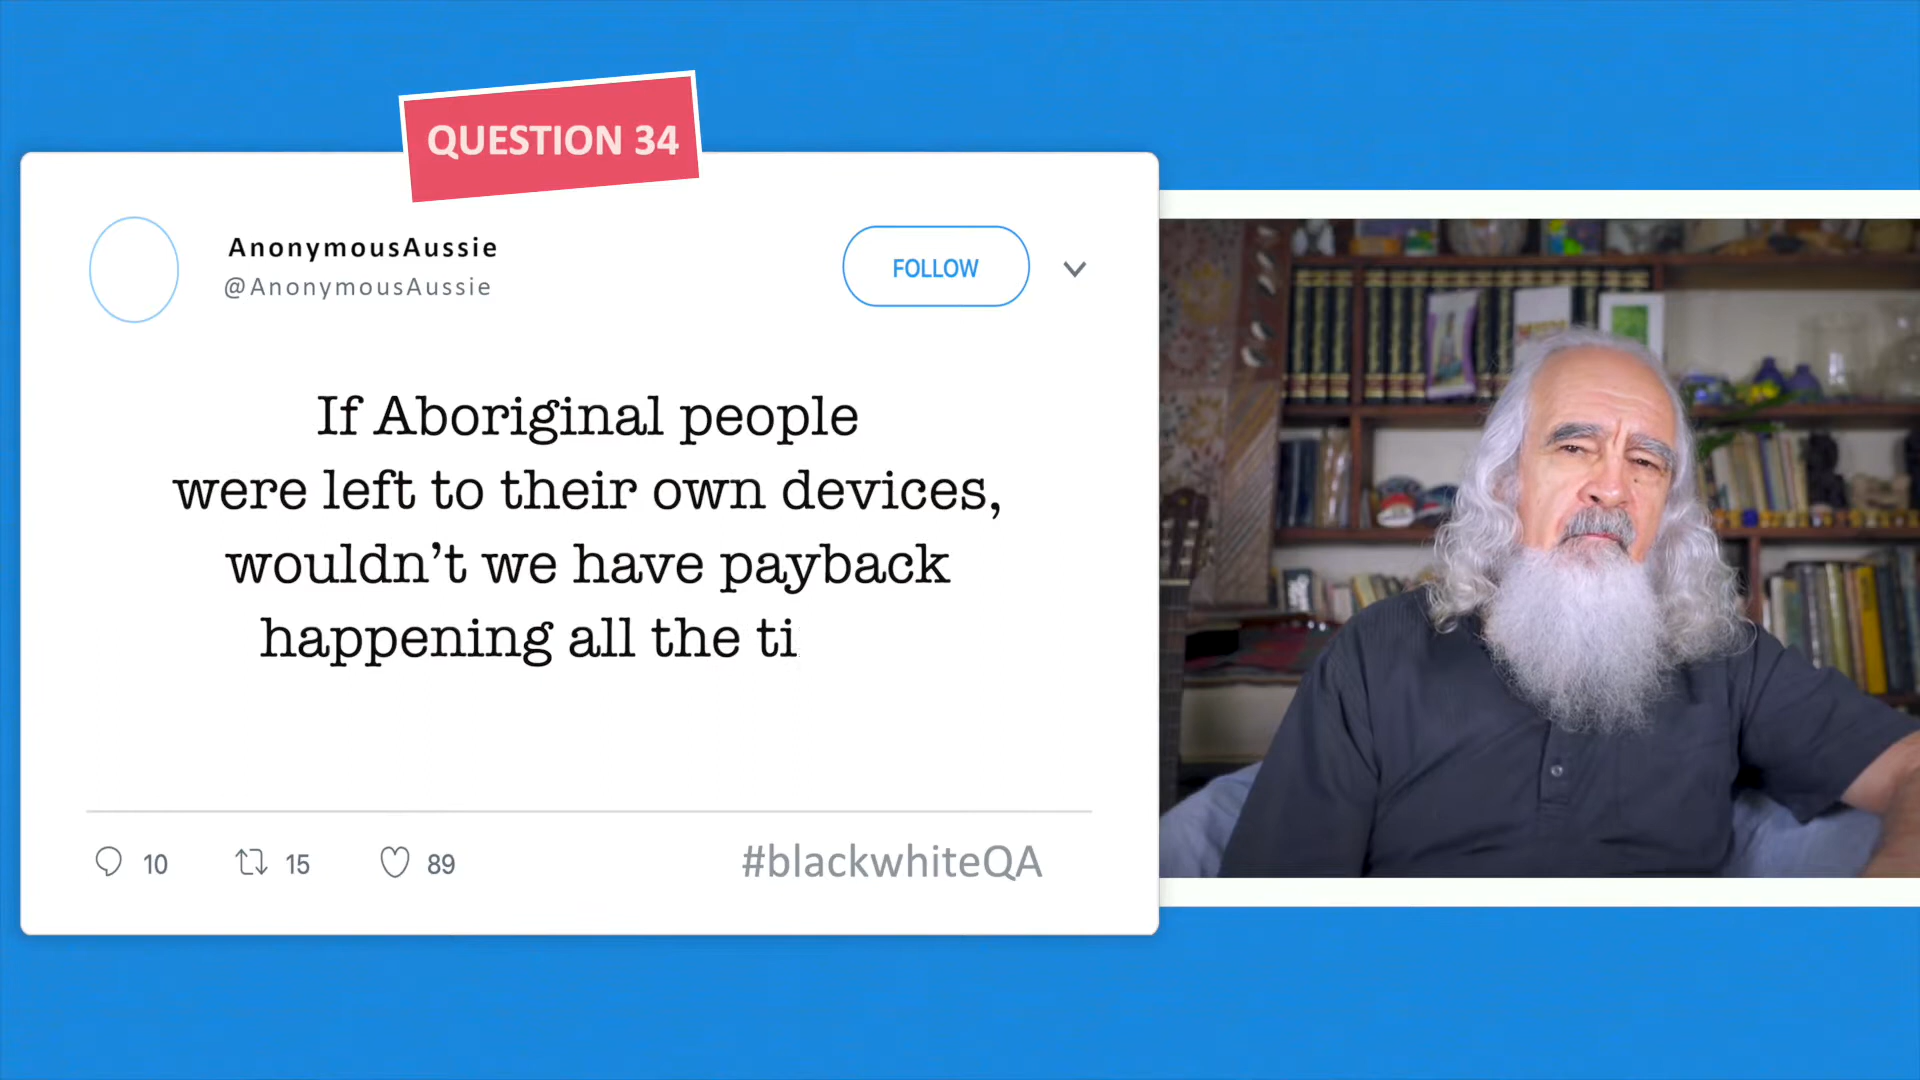 QUESTION 34
AnonymousAussie
@AnonymousAussie
FOLLOW
If Aboriginal people
were left to their own devices,
wouldn’t we have payback
happening all the ti
10 15 89
#blackwhiteQA